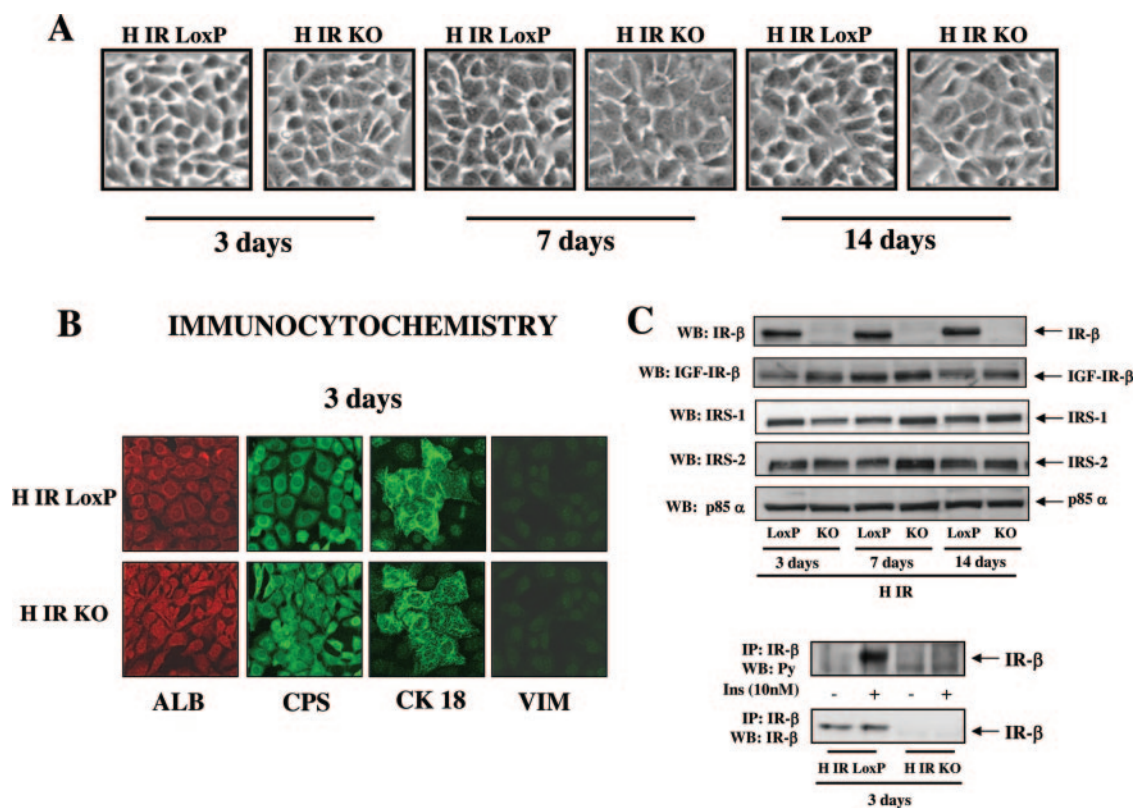 A
H IR LoxP H IR KO H IR LoxP H IR KO H IR LoxP H IR KO
3 days 7 days 14 days
B
IMMUNOCYTOCHEMISTRY
3 days
H IR LoxP
H IR KO
ALB CPS CK 18 VIM
C
WB: IR-β IR-β
WB: IGF-IR-β IGF-IR-β
WB: IRS-1 IRS-1
WB: IRS-2 IRS-2
WB: p85 α p85 α
LoxP KO LoxP KO LoxP KO
3 days 7 days 14 days
H IR
IP: IR-β
WB: Py IR-β
Ins (10nM) - + - +
IP: IR-β
WB: IR-β IR-β
H IR LoxP H IR KO
3 days